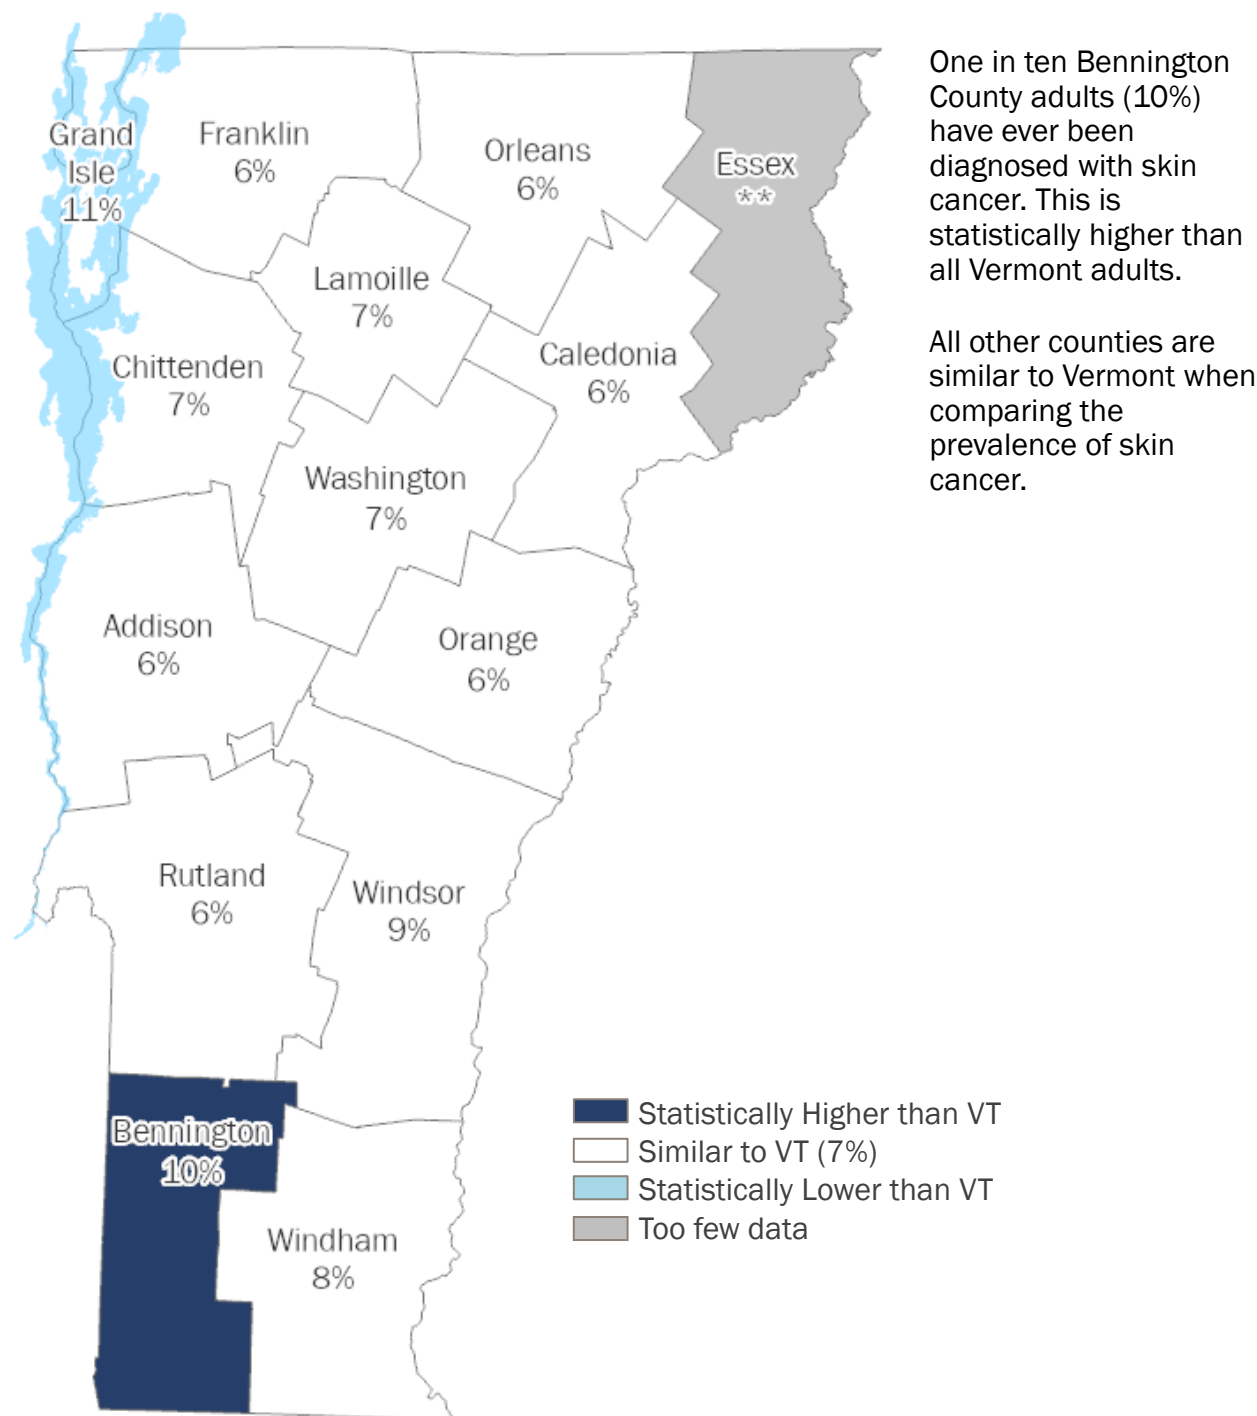 One in ten Bennington
County adults (10%)
have ever been
diagnosed with skin
cancer. This is
statistically higher than
all Vermont adults.
All other counties are
similar to Vermont when
comparing the
prevalence of skin
cancer.
Grand
Isle
11%
Franklin
6%
Orleans
6%
Essex
**
Lamoille
7%
Chittenden
7%
Caledonia
6%
Washington
7%
Addison
6%
Orange
6%
Rutland
6%
Windsor
9%
Bennington
10%
Windham
8%
Statistically Higher than VT
Similar to VT (7%)
Statistically Lower than VT
Too few data